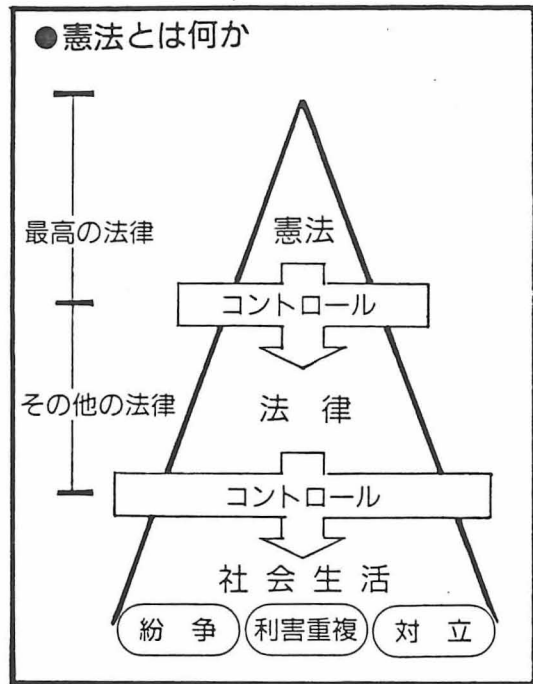 ●憲法とは何か
最高の法律
憲法
コントロール
その他の法律
法律
コントロール
社会生活
紛争
利害重複
対立